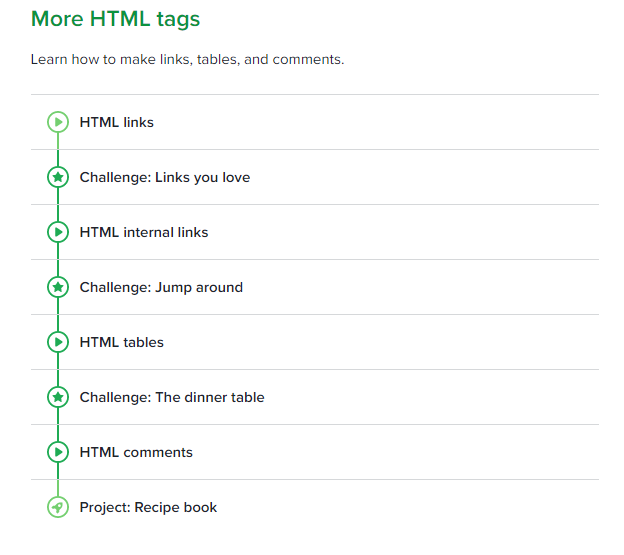 More HTML tags
Learn how to make links, tables, and comments.
HTML links
Challenge: Links you love
HTML internal links
Challenge: Jump around
HTML tables
Challenge: The dinner table
HTML comments
Project: Recipe book